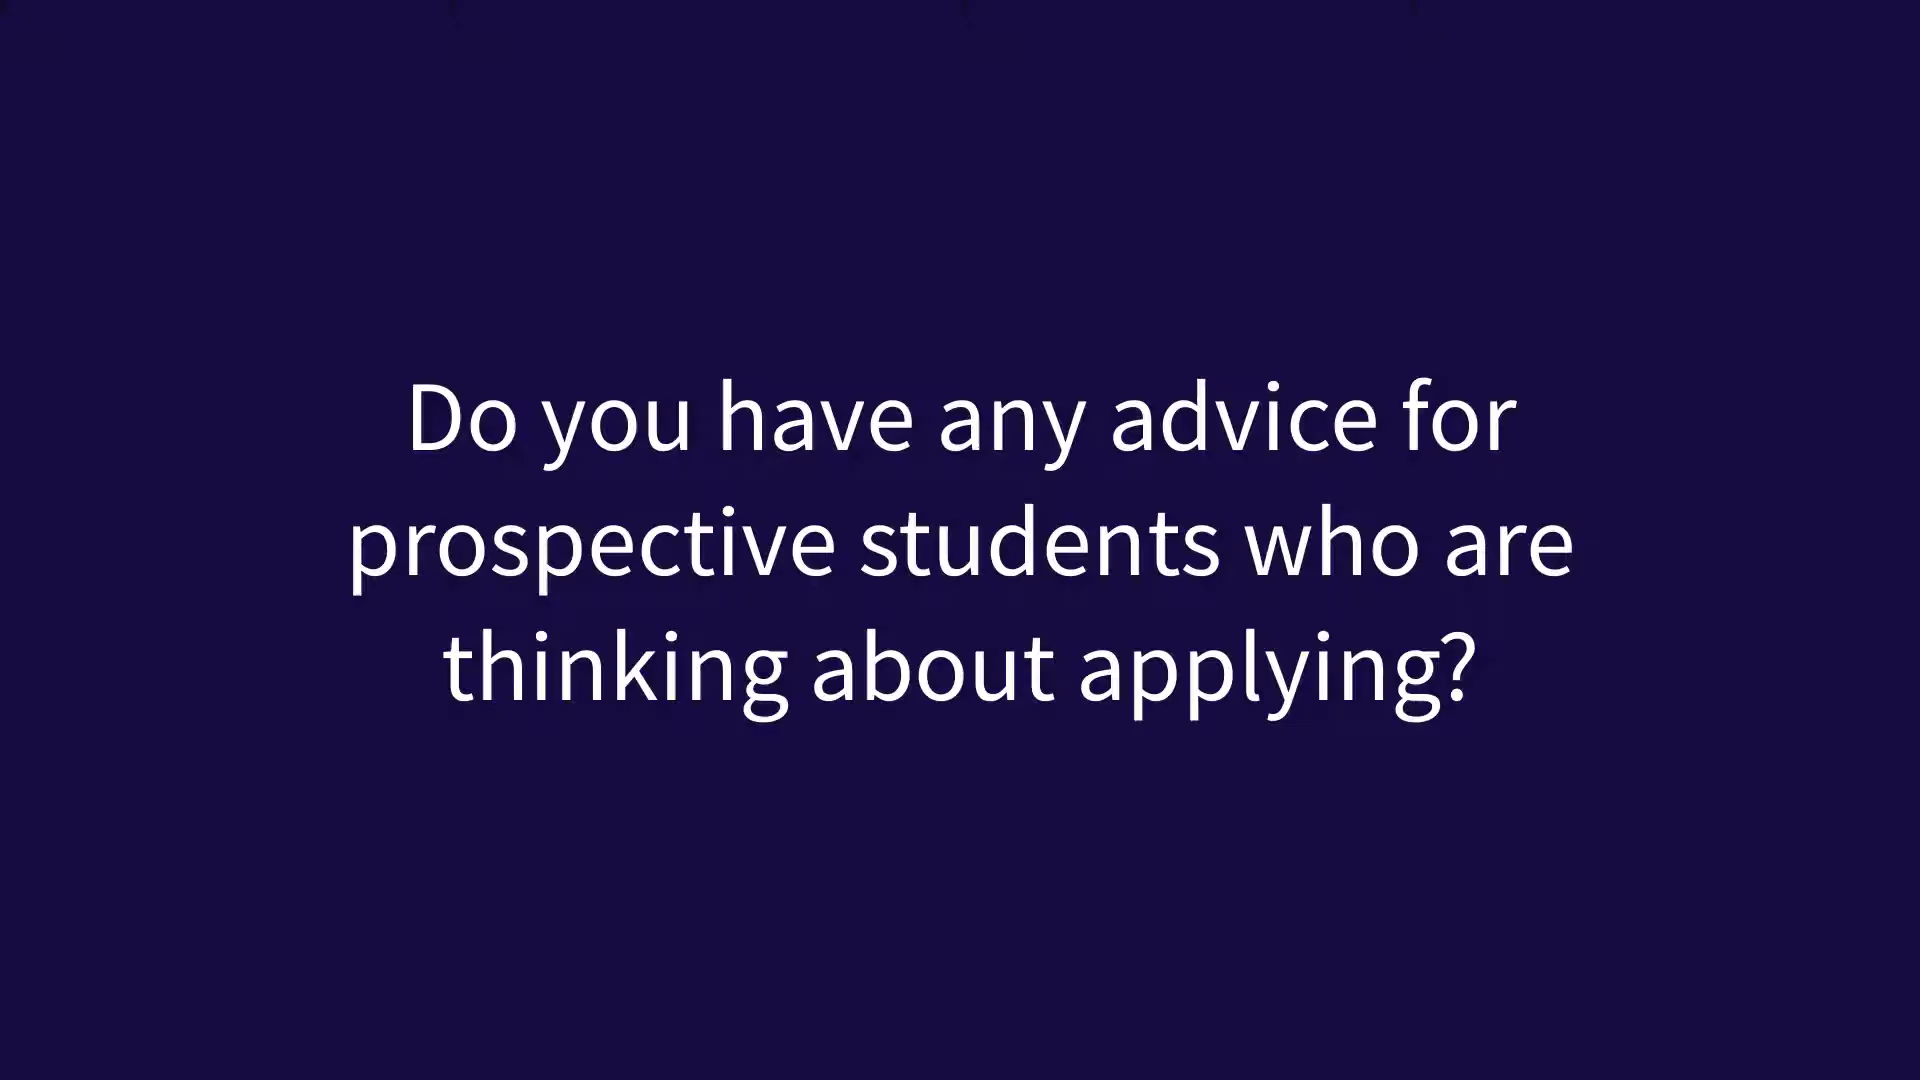 Do you have any advice for
prospective students who are
thinking about applying?